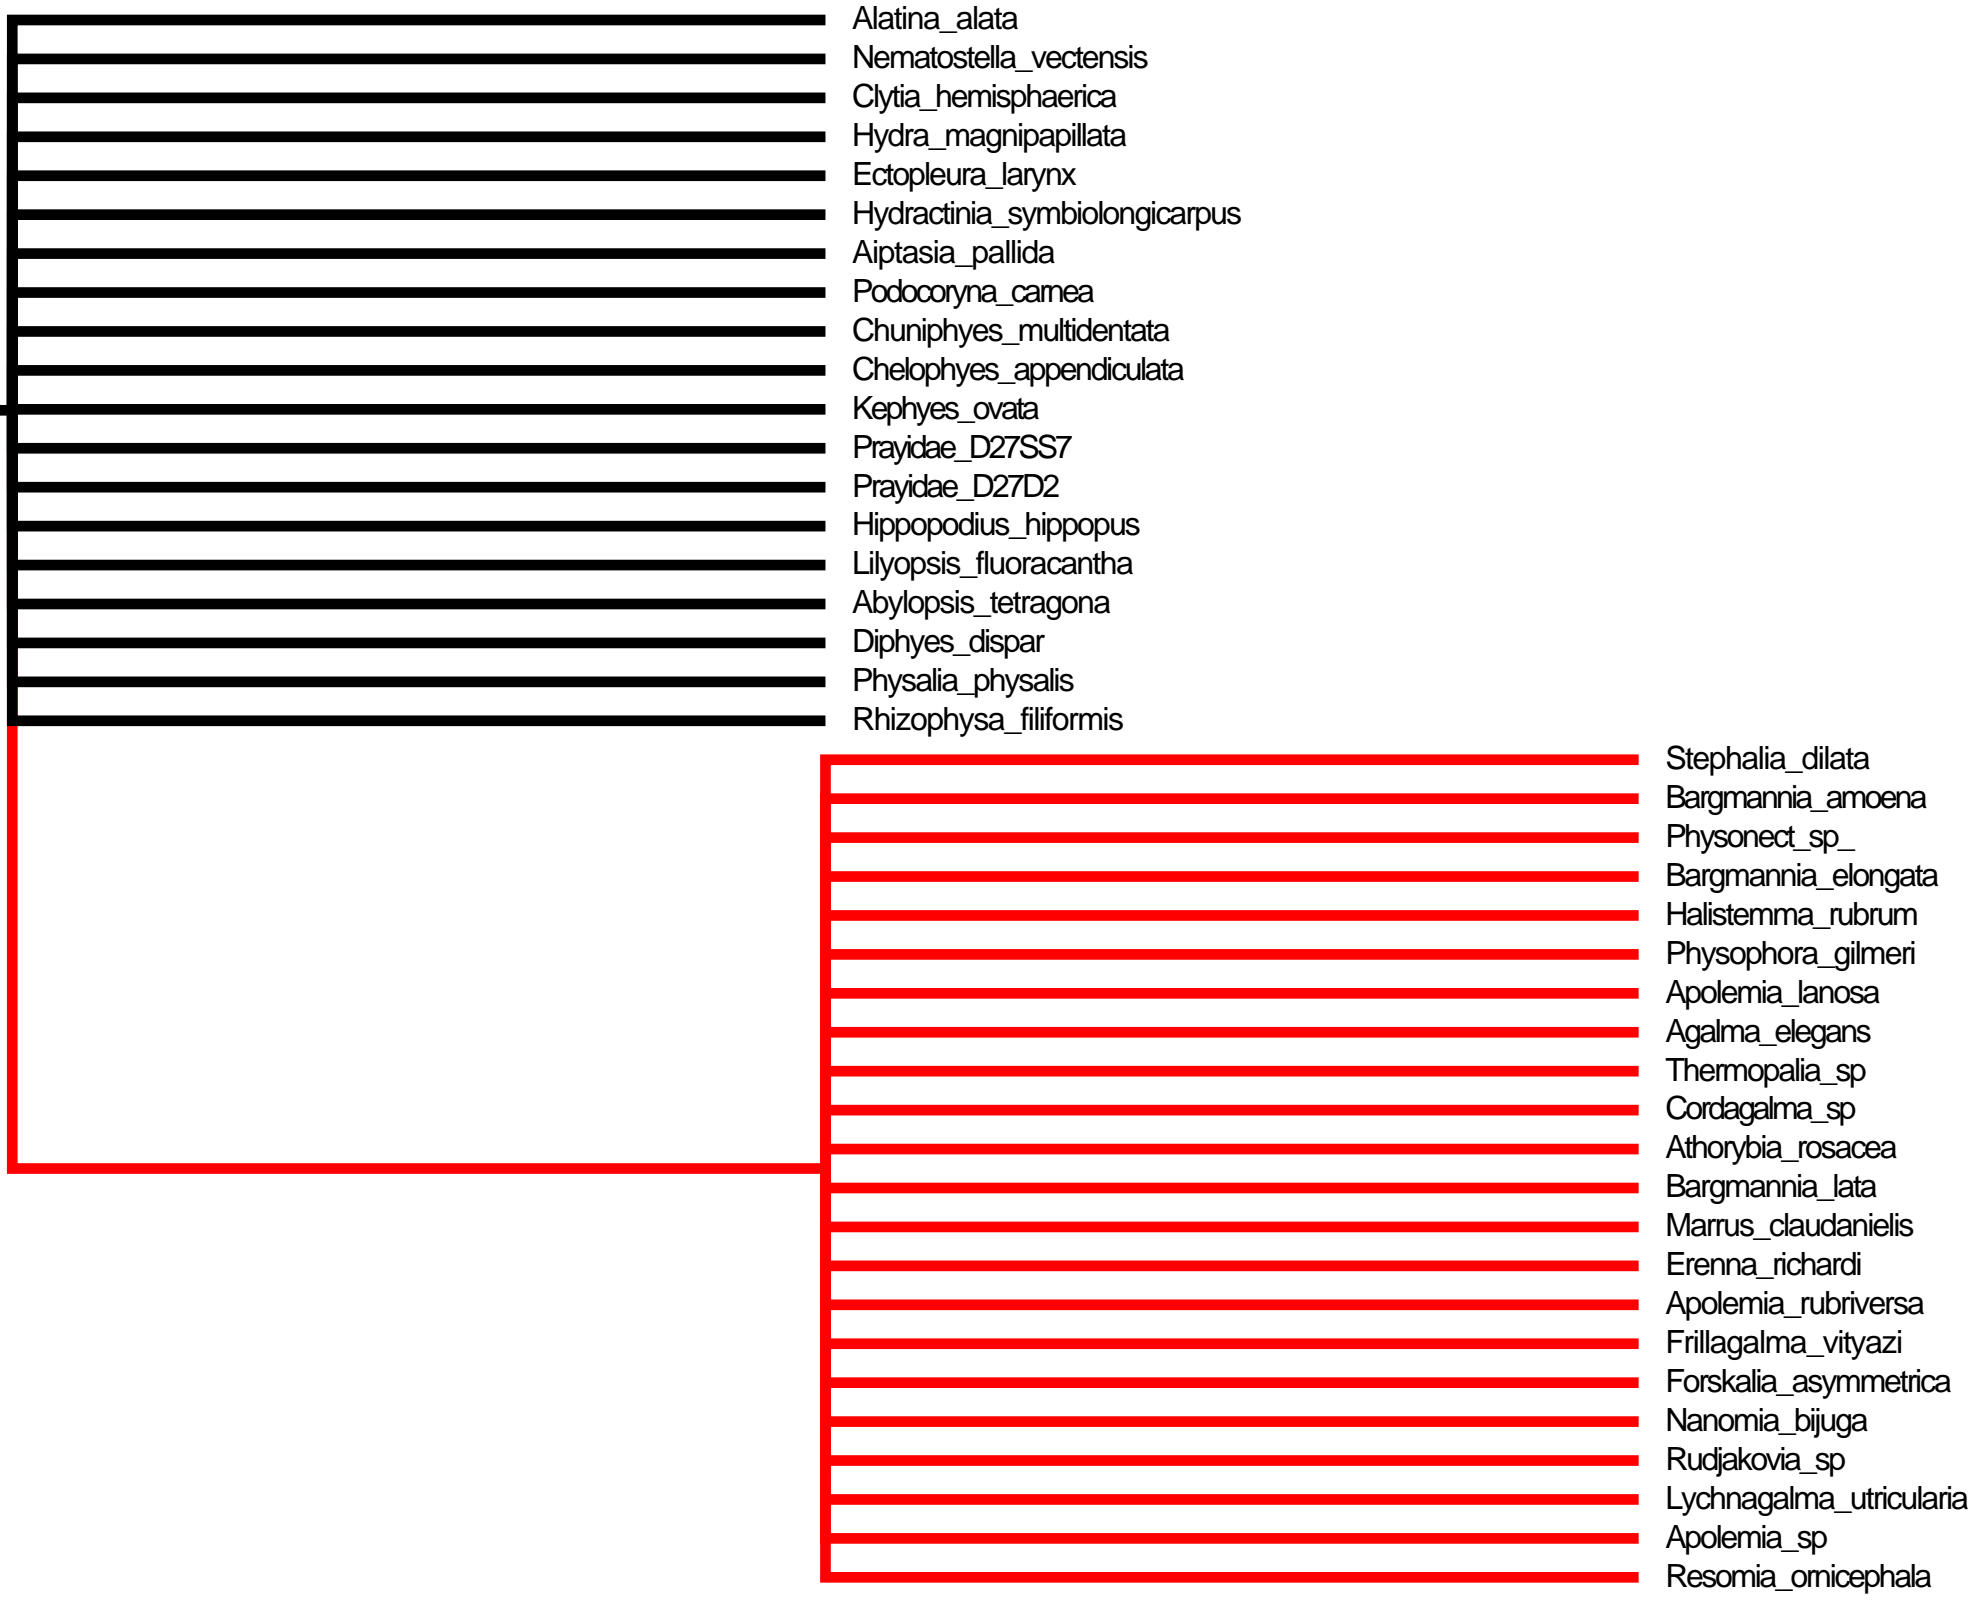 Alatina_alata
Nematostella_vectensis
Clytia_hemisphaerica
Hydra_magnipapillata
Ectopleura_larynx
Hydractinia_symbiolongicarpus
Aiptasia_pallida
Podocoryna_carnea
Chuniphyes_multidentata
Chelophyes_appendiculata
Kephyes_ovata
Prayidae_D27SS7
Prayidae_D27D2
Hippopodius_hippopus
Lilyopsis_fluoracantha
Abylopsis_tetragona
Diphyes_dispar
Physalia_physalis
Rhizophysa_filiformis
Stephalia_dilata
Bargmannia_amoena
Physonect_sp_
Bargmannia_elongata
Halistemma_rubrum
Physophora_gilmeri
Apolemia_lanosa
Agalma_elegans
Thermopalia_sp
Cordagalma_sp
Athorybia_rosacea
Bargmannia_lata
Marrus_claudanielis
Erenna_richardi
Apolemia_rubriversa
Frillagalma_vityazi
Forskalia_asymmetrica
Nanomia_bijuga
Rudjakovia_sp
Lychnagalma_utricularia
Apolemia_sp
Resomia_ornicephala